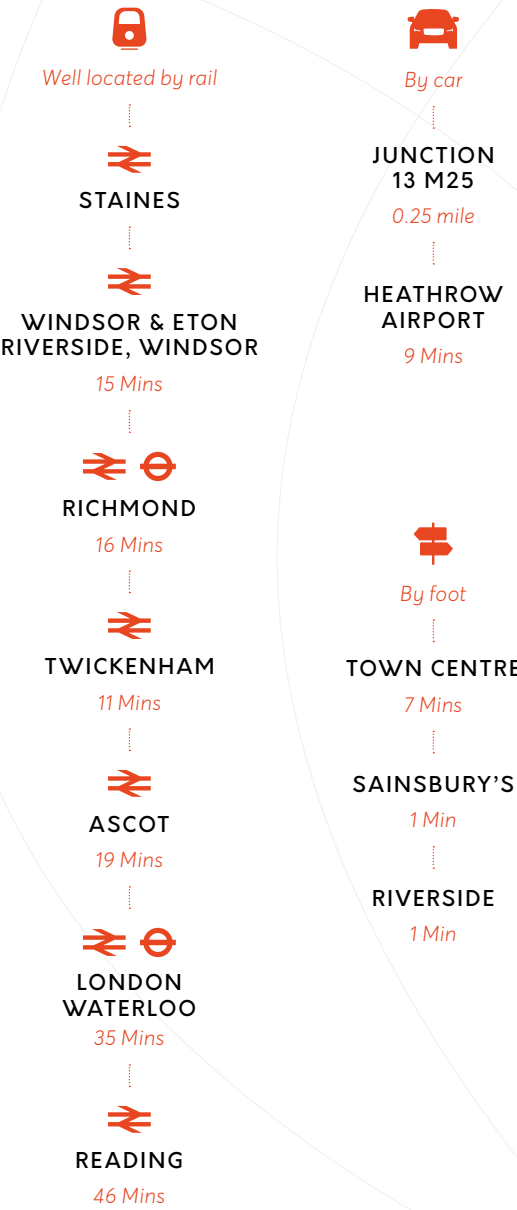 Well located by rail
STAINES
WINDSOR & ETON
RIVERSIDE, WINDSOR
15 Mins
RICHMOND
16 Mins
TWICKENHAM
11 Mins
ASCOT
19 Mins
LONDON
WATERLOO
35 Mins
READING
46 Mins
By car
JUNCTION
13 M25
0.25 mile
HEATHROW
AIRPORT
9 Mins
By foot
TOWN CENTRE
7 Mins
SAINSBURY’S
1 Min
RIVERSIDE
1 Min